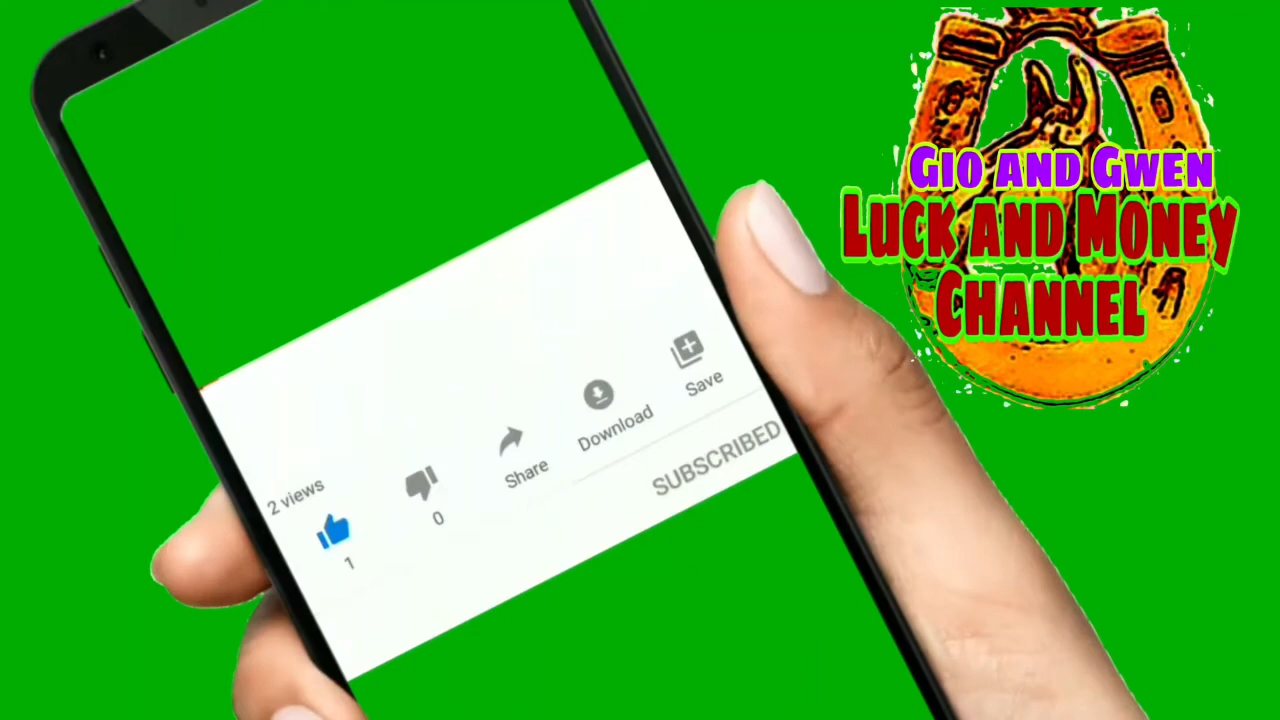 Gio and Gwen
Luck and Money
Channel
2 views
1
0
Share
Download
Save
SUBSCRIBED